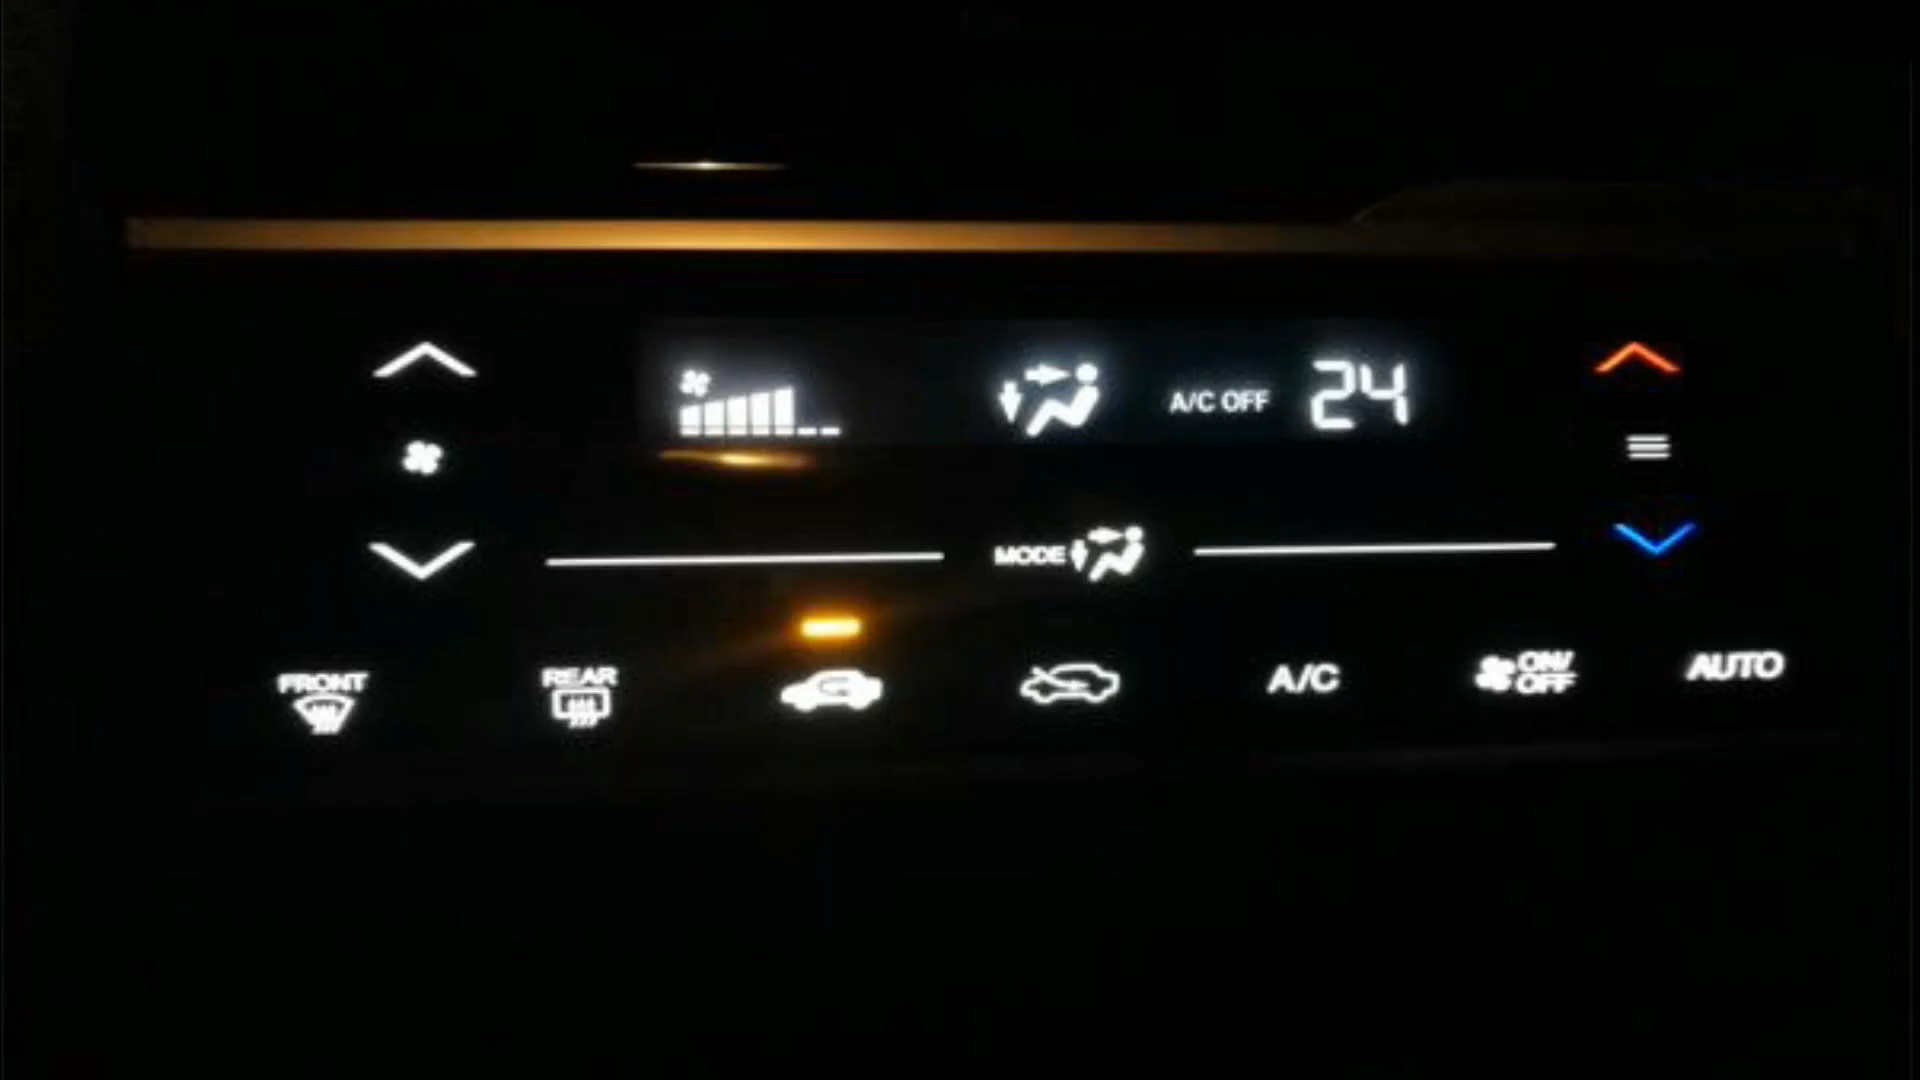 A/C OFF 24
MODE
FRONT
REAR
A/C
ON/
OFF
AUTO